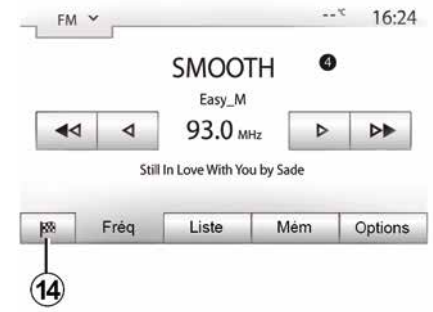 FM --°C 16:24
SMOOTH 4
Easy_M
93.0 MHz
Still In Love With You by Sade
Fréq Liste Mém Options
14